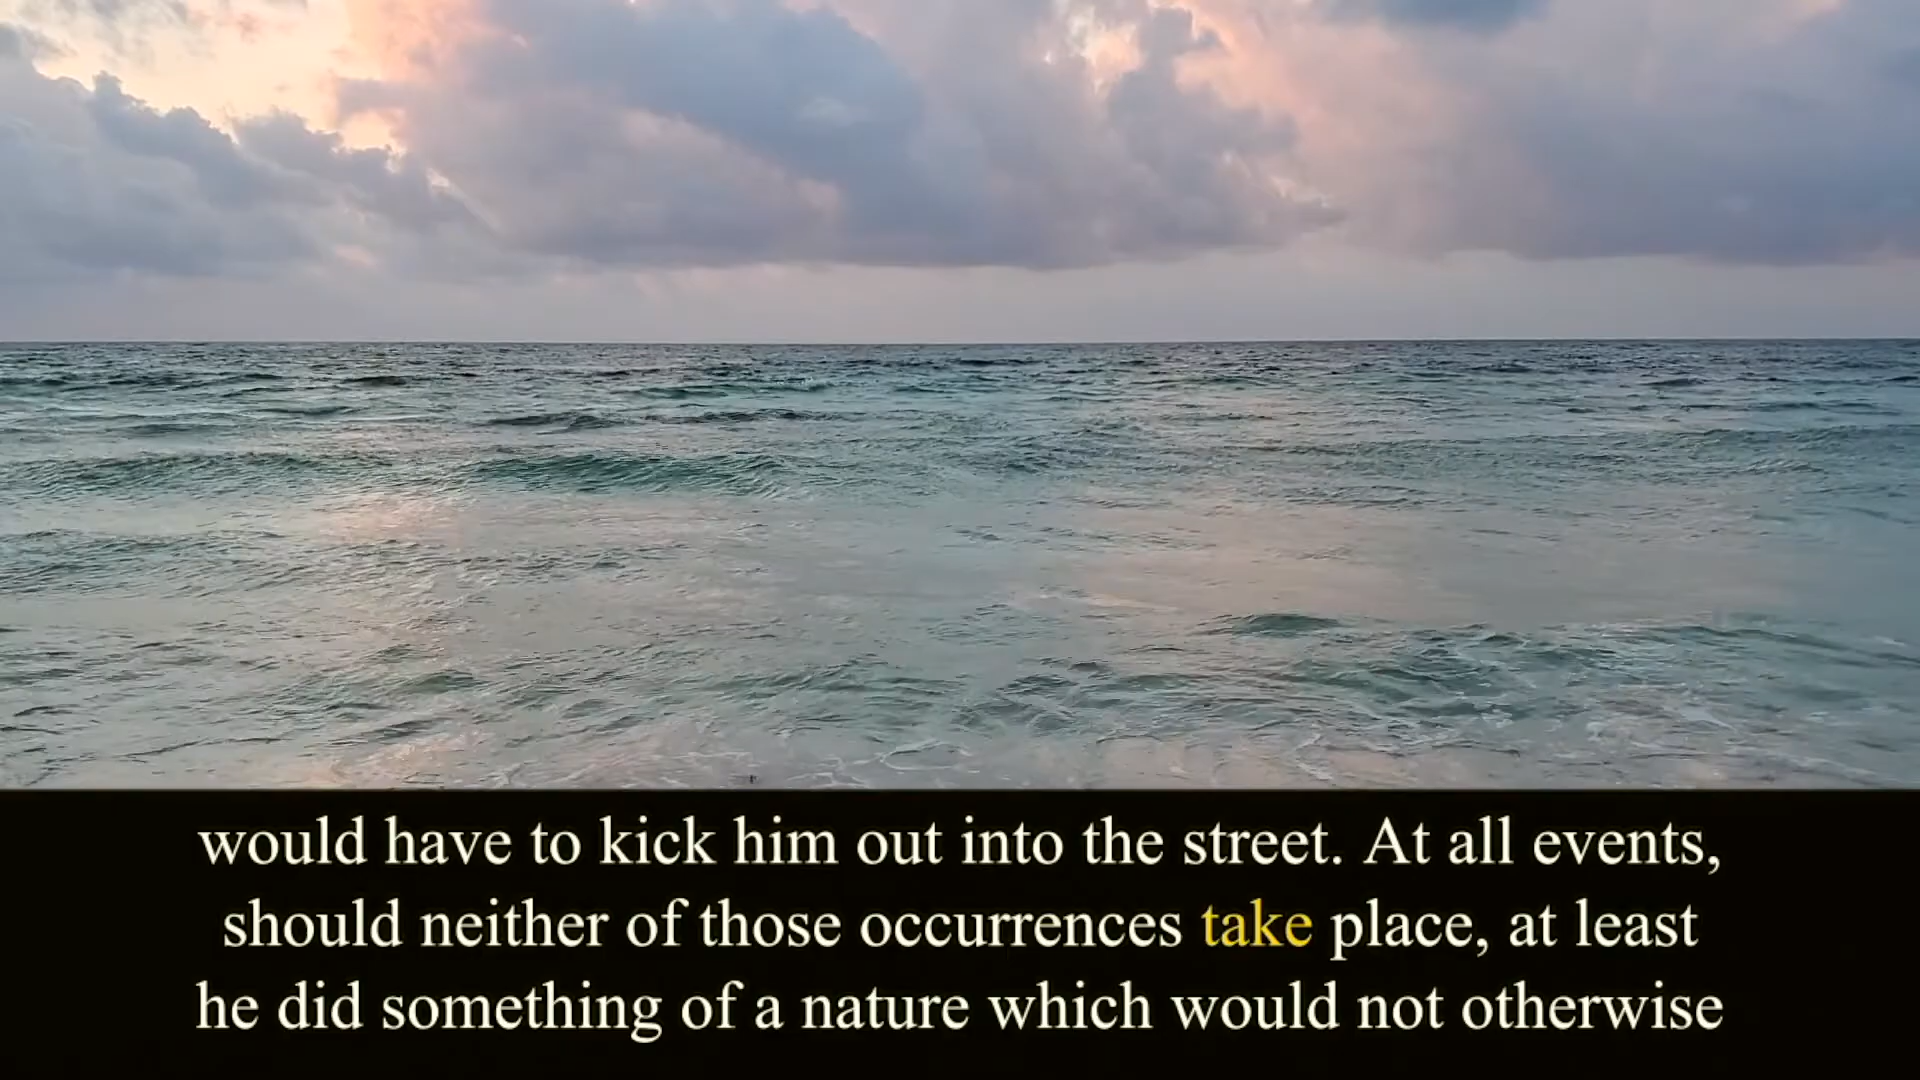 would have to kick him out into the street. At all events,
should neither of those occurrences take place, at least
he did something of a nature which would not otherwise